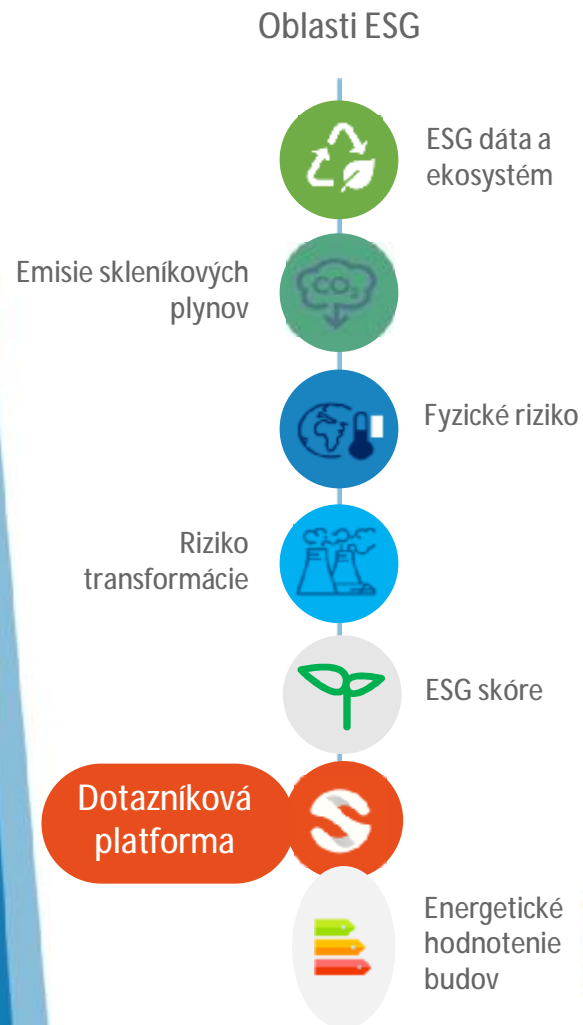 Oblasti ESG
ESG dáta a
ekosystém
Emisie skleníkových
plynov
CO₂
Fyzické riziko
Riziko
transformácie
ESG skóre
Dotazníková
platforma
Energetické
hodnotenie
budov